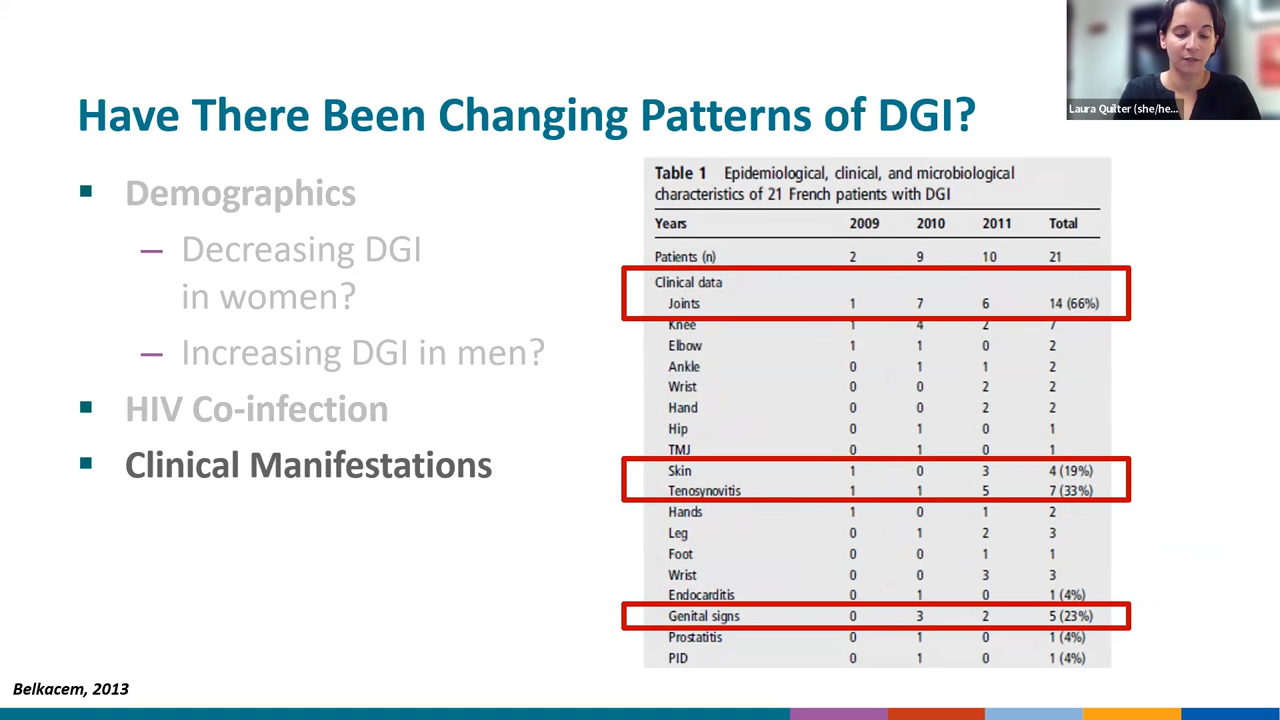 Laura Quilter (she/he...
Have There Been Changing Patterns of DGI?
▪ Demographics
– Decreasing DGI
in women?
– Increasing DGI in men?
▪ HIV Co-infection
▪ Clinical Manifestations
Table 1 Epidemiological, clinical, and microbiological
characteristics of 21 French patients with DGI
Years 2009 2010 2011 Total
Patients (n) 2 9 10 21
Clinical data
Joints 1 7 6 14 (66%)
Knee 1 4 2 7
Elbow 1 1 0 2
Ankle 0 1 1 2
Wrist 0 0 2 2
Hand 0 0 2 2
Hip 0 1 0 1
TMJ 0 1 0 1
Skin 1 0 3 4 (19%)
Tenosynovitis 1 1 5 7 (33%)
Hands 1 0 1 2
Leg 0 1 2 3
Foot 0 0 1 1
Wrist 0 0 3 3
Endocarditis 0 1 0 1 (4%)
Genital signs 0 3 2 5 (23%)
Prostatitis 0 1 0 1 (4%)
PID 0 1 0 1 (4%)
Belkacem, 2013